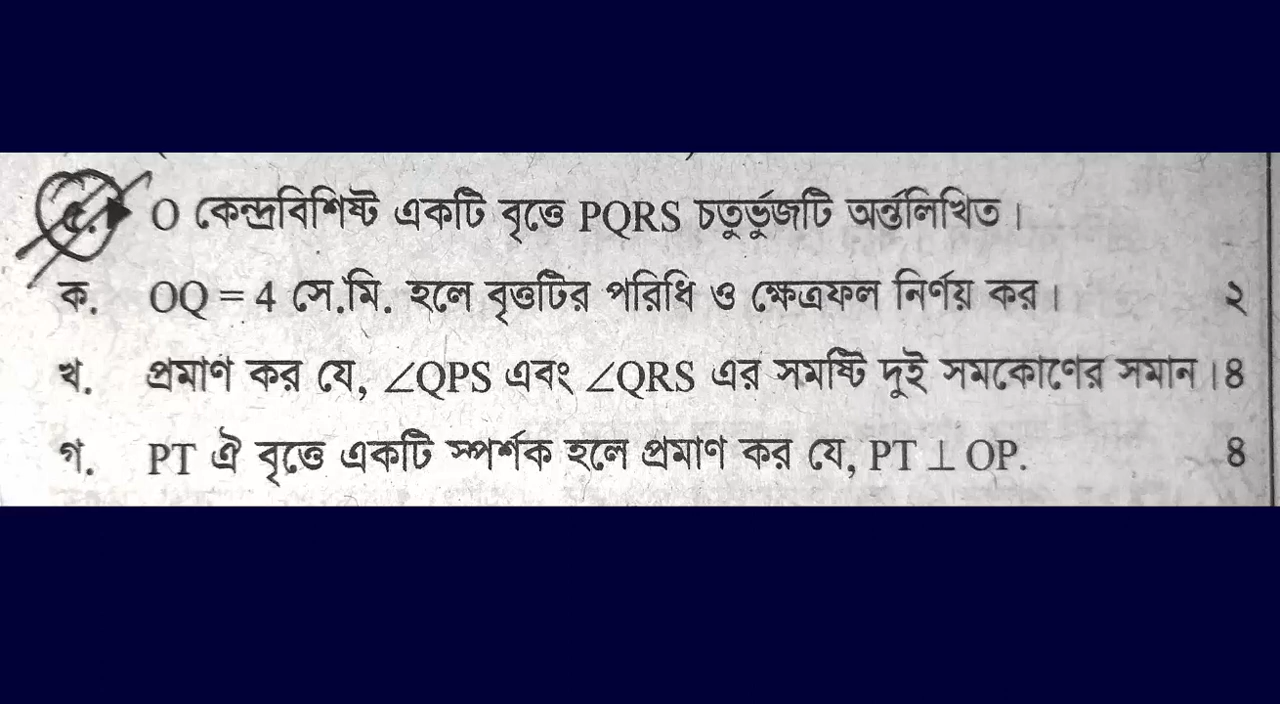 ৫. O কেন্দ্রবিশিষ্ট একটি বৃত্তে PQRS চতুর্ভুজটি অর্ন্তলিখিত।
ক. OQ = 4 সে.মি. হলে বৃত্তটির পরিধি ও ক্ষেত্রফল নির্ণয় কর। ২
খ. প্রমাণ কর যে, ∠QPS এবং ∠QRS এর সমষ্টি দুই সমকোণের সমান। ৪
গ. PT ঐ বৃত্তে একটি স্পর্শক হলে প্রমাণ কর যে, PT ⊥ OP. ৪